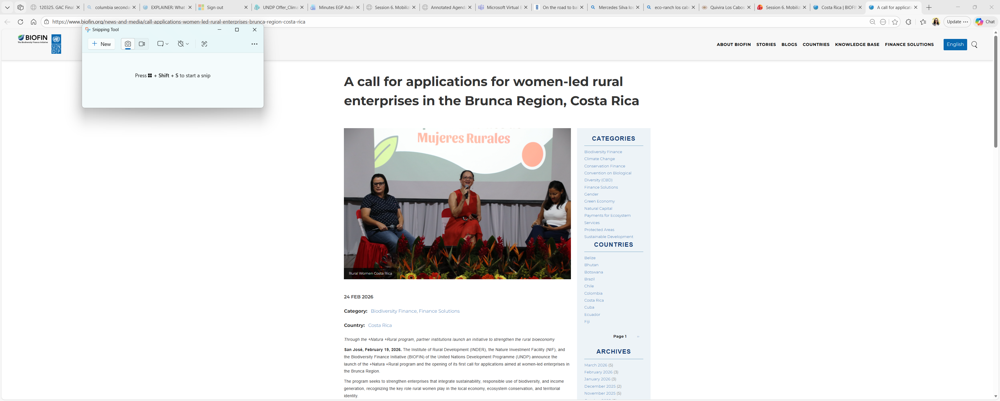 120325. GAC Final
columbia seconda
EXPLAINER: What
Sign out
UNDP Offer_Clima
Minutes EGP Advis
Session 6. Mobilizi
Annotated Agenda
Microsoft Virtual E
On the road to bal
Mercedes Silva los
eco-ranch los cabo
Quivira Los Cabos
Session 6. Mobilizi
Costa Rica | BIOFI
A call for applicati
https://www.biofin.org/news-and-media/call-applications-women-led-rural-enterprises-brunca-region-costa-rica
Update
Chat
Snipping Tool
New
Press + Shift + S to start a snip
BIOFIN
The Biodiversity Finance Initiative
U N
D P
ABOUT BIOFIN
STORIES
BLOGS
COUNTRIES
KNOWLEDGE BASE
FINANCE SOLUTIONS
English
A call for applications for women-led rural
enterprises in the Brunca Region, Costa Rica
Mujeres Rurales
Rural Women Costa Rica
24 FEB 2026
Category: Biodiversity Finance, Finance Solutions
Country: Costa Rica
Through the +Natura +Rural program, partner institutions launch an initiative to strengthen the rural bioeconomy
San José, February 19, 2026. The Institute of Rural Development (INDER), the Nature Investment Facility (NIF), and
the Biodiversity Finance Initiative (BIOFIN) of the United Nations Development Programme (UNDP) announce the
launch of the +Natura +Rural program and the opening of its first call for applications aimed at women-led enterprises in
the Brunca Region.
The program seeks to strengthen enterprises that integrate sustainability, responsible use of biodiversity, and income
generation, recognizing the key role rural women play in the local economy, ecosystem conservation, and territorial
identity.
CATEGORIES
Biodiversity Finance
Climate Change
Conservation Finance
Convention on Biological
Diversity (CBD)
Finance Solutions
Gender
Green Economy
Natural Capital
Payments for Ecosystem
Services
Protected Areas
Sustainable Development
COUNTRIES
Belize
Bhutan
Botswana
Brazil
Chile
Colombia
Costa Rica
Cuba
Ecuador
Fiji
Page 1 ››
ARCHIVES
March 2026 (5)
February 2026 (3)
January 2026 (3)
December 2025 (2)
November 2025 (5)